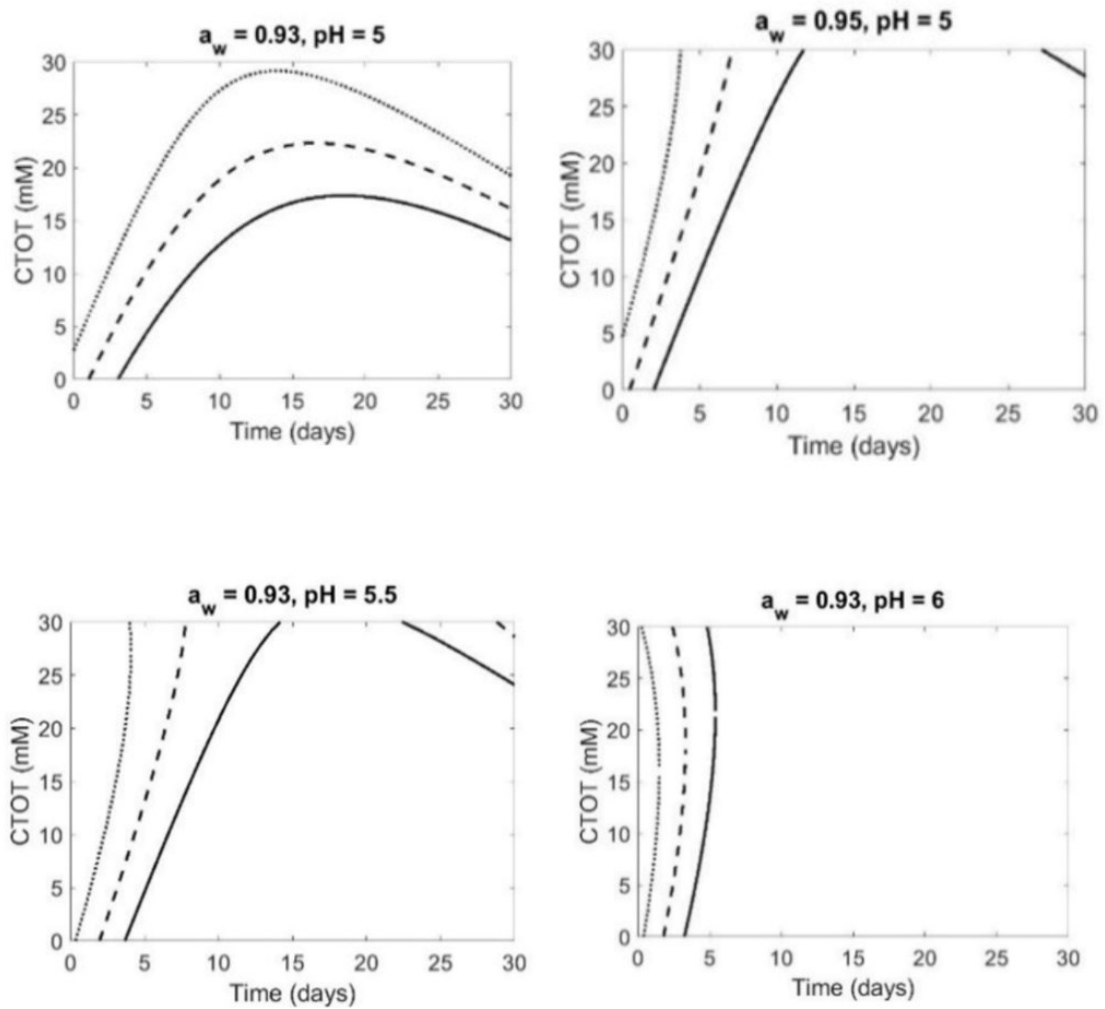 a_w = 0.93, pH = 5
30
25
20
15
10
5
0
CTOT (mM)
0 5 10 15 20 25 30
Time (days)
a_w = 0.95, pH = 5
30
25
20
15
10
5
0
CTOT (mM)
0 5 10 15 20 25 30
Time (days)
a_w = 0.93, pH = 5.5
30
25
20
15
10
5
0
CTOT (mM)
0 5 10 15 20 25 30
Time (days)
a_w = 0.93, pH = 6
30
25
20
15
10
5
0
CTOT (mM)
0 5 10 15 20 25 30
Time (days)